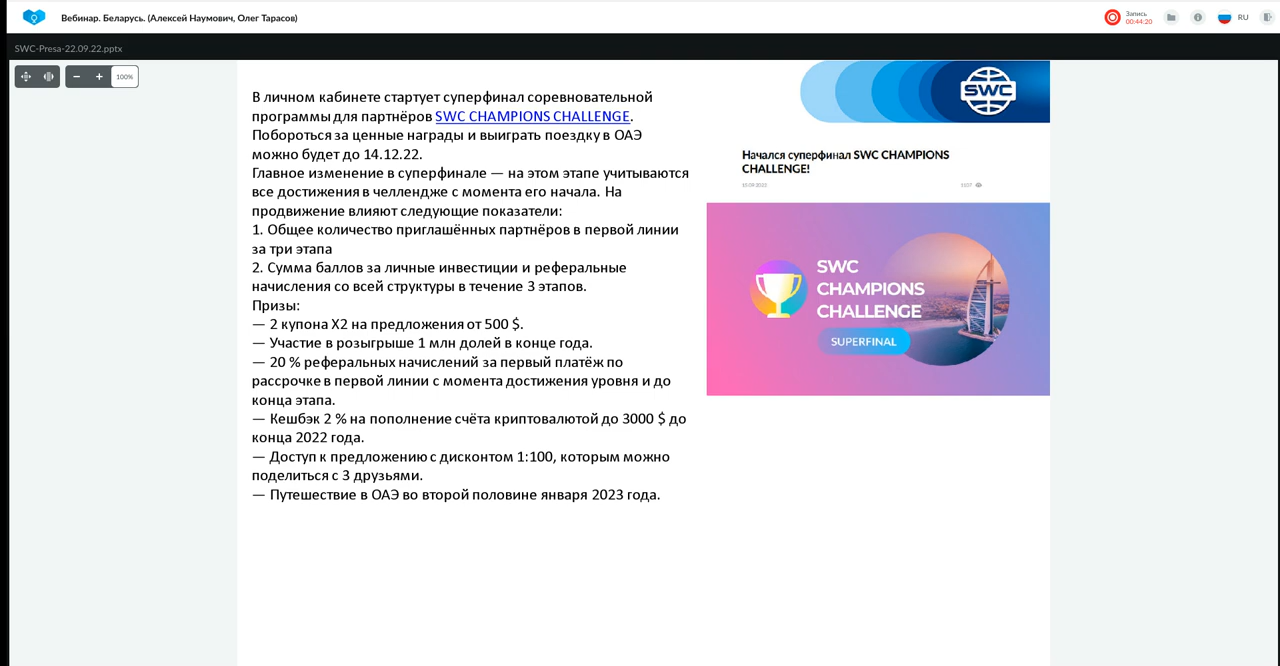 Вебинар. Беларусь. (Алексей Наумович, Олег Тарасов)
Запись
00:44:20
RU
SWC-Presa-22.09.22.pptx
100%
В личном кабинете стартует суперфинал соревновательной
программы для партнёров SWC CHAMPIONS CHALLENGE.
Побороться за ценные награды и выиграть поездку в ОАЭ
можно будет до 14.12.22.
Главное изменение в суперфинале — на этом этапе учитываются
все достижения в челлендже с момента его начала. На
продвижение влияют следующие показатели:
1. Общее количество приглашённых партнёров в первой линии
за три этапа
2. Сумма баллов за личные инвестиции и реферальные
начисления со всей структуры в течение 3 этапов.
Призы:
— 2 купона X2 на предложения от 500 $.
— Участие в розыгрыше 1 млн долей в конце года.
— 20 % реферальных начислений за первый платёж по
рассрочке в первой линии с момента достижения уровня и до
конца этапа.
— Кешбэк 2 % на пополнение счёта криптовалютой до 3000 $ до
конца 2022 года.
— Доступ к предложению с дисконтом 1:100, которым можно
поделиться с 3 друзьями.
— Путешествие в ОАЭ во второй половине января 2023 года.
SWC
Начался суперфинал SWC CHAMPIONS
CHALLENGE!
SWC
CHAMPIONS
CHALLENGE
SUPERFINAL